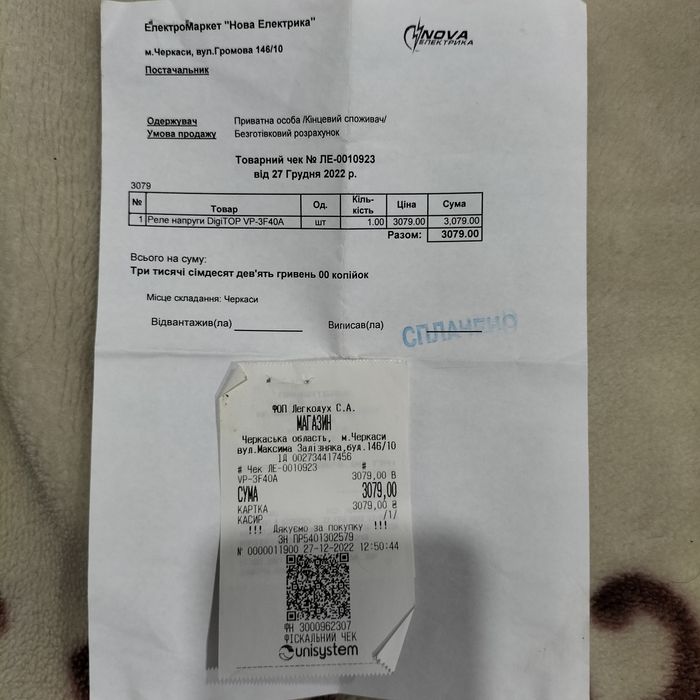 ЕлектроМаркет "Нова Електрика"
NOVA
ЕЛЕКТРИКА
м.Черкаси, вул.Громова 146/10
Постачальник
Одержувач Приватна особа /Кінцевий споживач/
Умова продажу Безготівковий розрахунок
Товарний чек № ЛЕ-0010923
від 27 Грудня 2022 р.
3079
№ Товар Од. Кіль-кість Ціна Сума
1 Реле напруги DigiTOP VP-3F40A шт 1.00 3079.00 3,079.00
Разом: 3079.00
Всього на суму:
Три тисячі сімдесят дев'ять гривень 00 копійок
Місце складання: Черкаси
Відвантажив(ла) Виписав(ла)
СПЛАЧЕНО
ФОП Легкодух С.А.
МАГАЗИН
Черкаська область, м.Черкаси
вул.Максима Залізняка,буд.146/10
ІД 002734417456
# Чек ЛЕ-0010923 #
VP-3F40A 3079,00 В
СУМА 3079,00
КАРТКА 3079,00 ₴
КАСИР /1/
!!! Дякуємо за покупку !!!
ЗН ПР5401302579
N 0000011900 27-12-2022 12:50:44
ФН 3000962307
ФІСКАЛЬНИЙ ЧЕК
unisystem